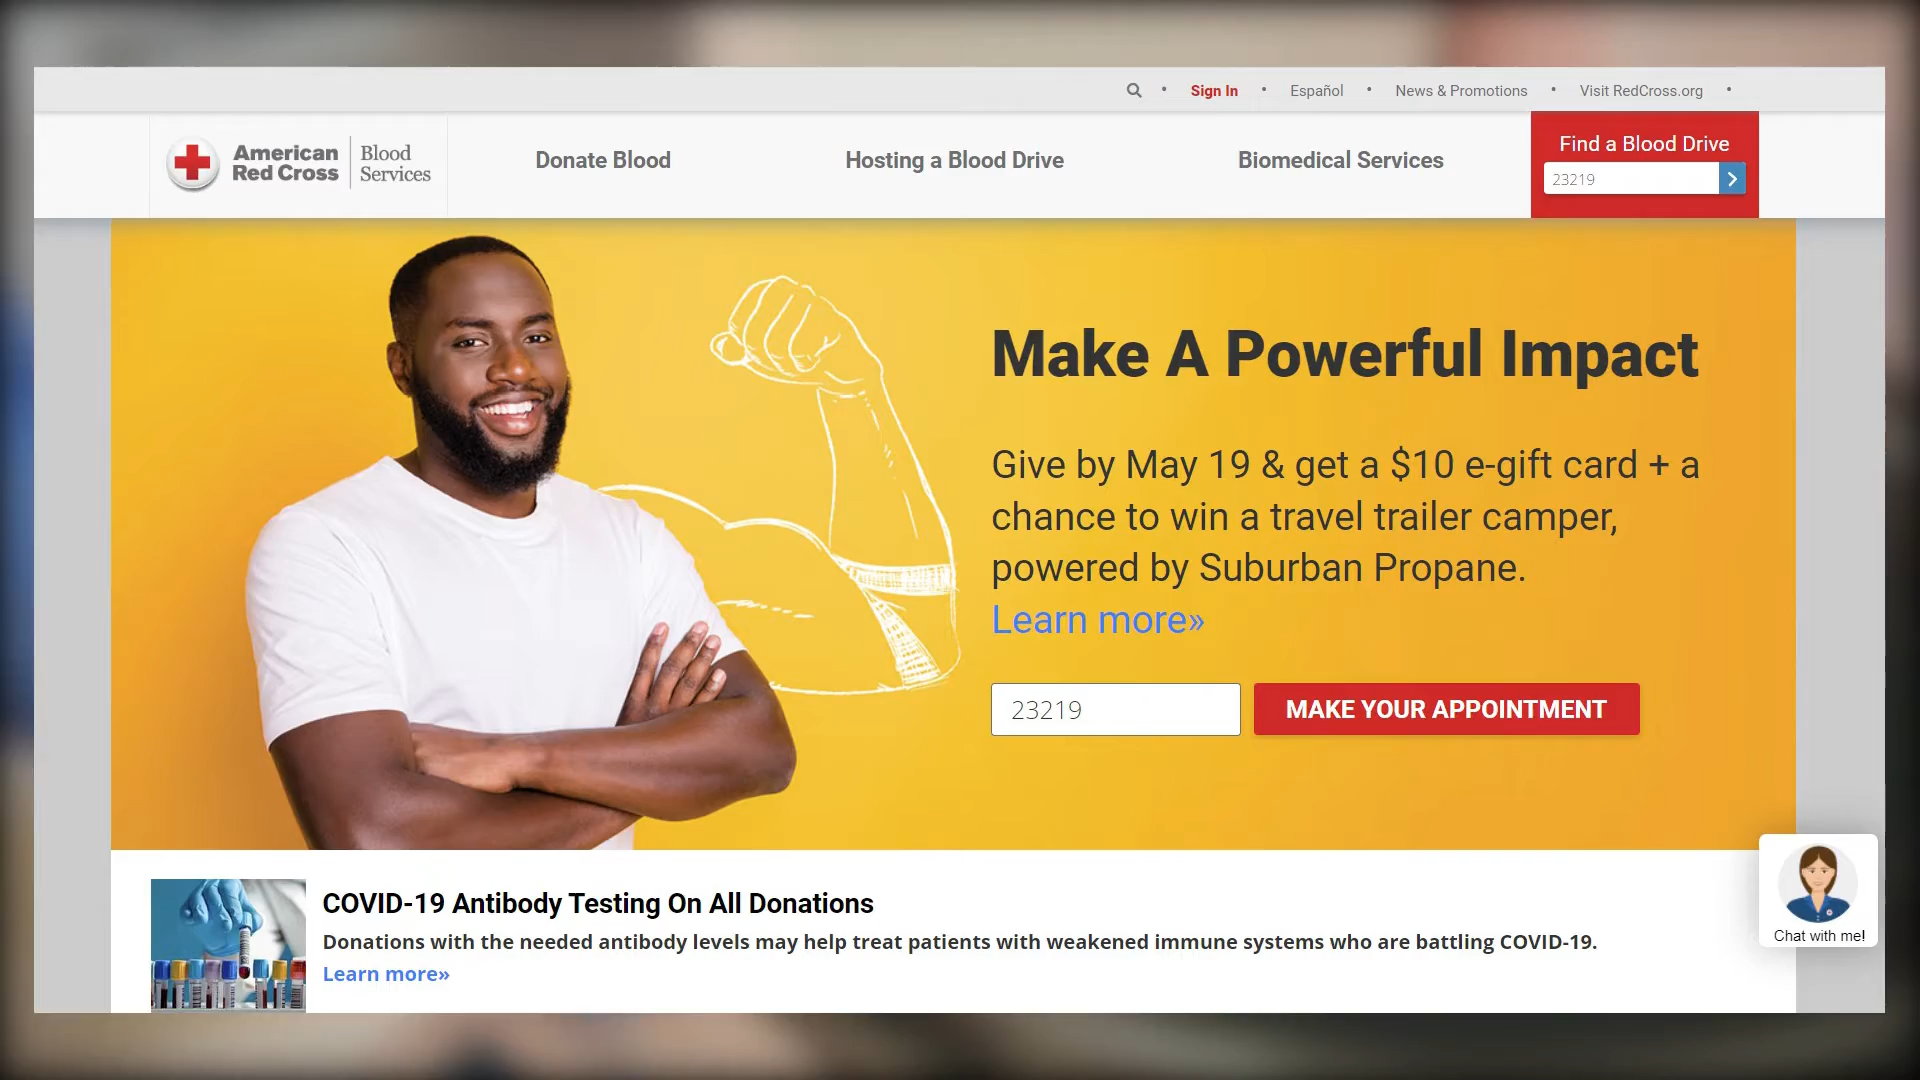 Sign In
Español
News & Promotions
Visit RedCross.org
American
Red Cross
Blood
Services
Donate Blood
Hosting a Blood Drive
Biomedical Services
Find a Blood Drive
23219
Make A Powerful Impact
Give by May 19 & get a $10 e-gift card + a
chance to win a travel trailer camper,
powered by Suburban Propane.
Learn more»
23219
MAKE YOUR APPOINTMENT
COVID-19 Antibody Testing On All Donations
Donations with the needed antibody levels may help treat patients with weakened immune systems who are battling COVID-19.
Learn more»
Chat with me!